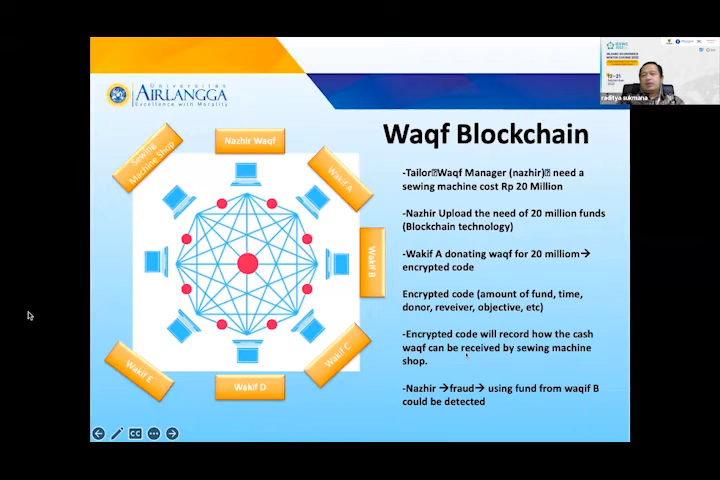 Universitas
AIRLANGGA
Excellence with Morality
Waqf Blockchain
Sewing
Machine Shop
Nazhir Waqf
Wakif A
Wakif B
Wakif C
Wakif D
Wakif E
-Tailor Waqf Manager (nazhir) need a
sewing machine cost Rp 20 Million
-Nazhir Upload the need of 20 million funds
(Blockchain technology)
-Wakif A donating waqf for 20 milliom→
encrypted code
Encrypted code (amount of fund, time,
donor, reveiver, objective, etc)
-Encrypted code will record how the cash
waqf can be received by sewing machine
shop.
-Nazhir →fraud→ using fund from waqif B
could be detected
CC
raditya sukmana